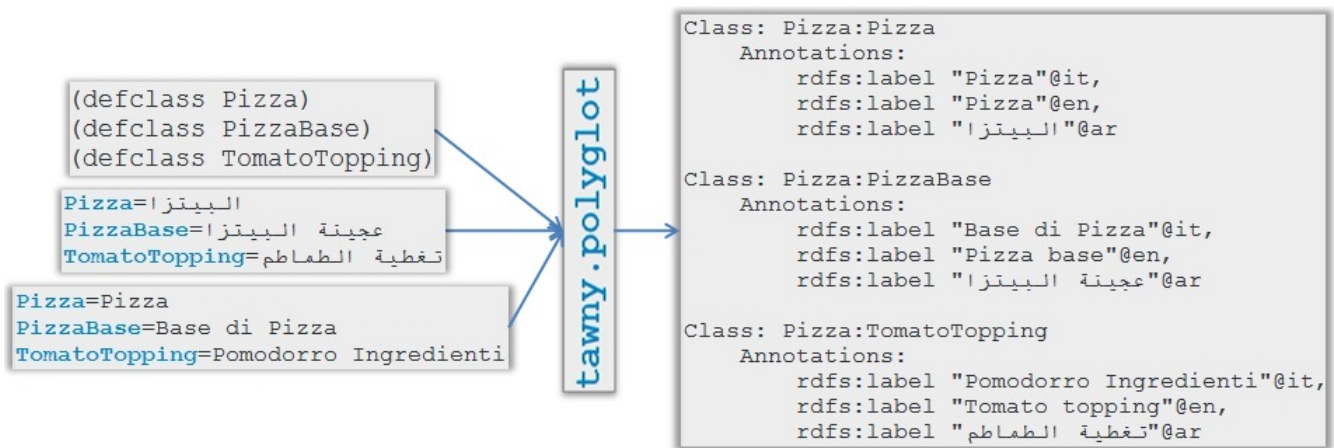 (defclass Pizza)
(defclass PizzaBase)
(defclass TomatoTopping)
Pizza=البيتزا
PizzaBase=عجينة البيتزا
TomatoTopping=تغطية الطماطم
Pizza=Pizza
PizzaBase=Base di Pizza
TomatoTopping=Pomodorro Ingredienti
tawny.polyglot
Class: Pizza:Pizza
Annotations:
rdfs:label "Pizza"@it,
rdfs:label "Pizza"@en,
rdfs:label "البيتزا"@ar
Class: Pizza:PizzaBase
Annotations:
rdfs:label "Base di Pizza"@it,
rdfs:label "Pizza base"@en,
rdfs:label "عجينة البيتزا"@ar
Class: Pizza:TomatoTopping
Annotations:
rdfs:label "Pomodorro Ingredienti"@it,
rdfs:label "Tomato topping"@en,
rdfs:label "تغطية الطماطم"@ar